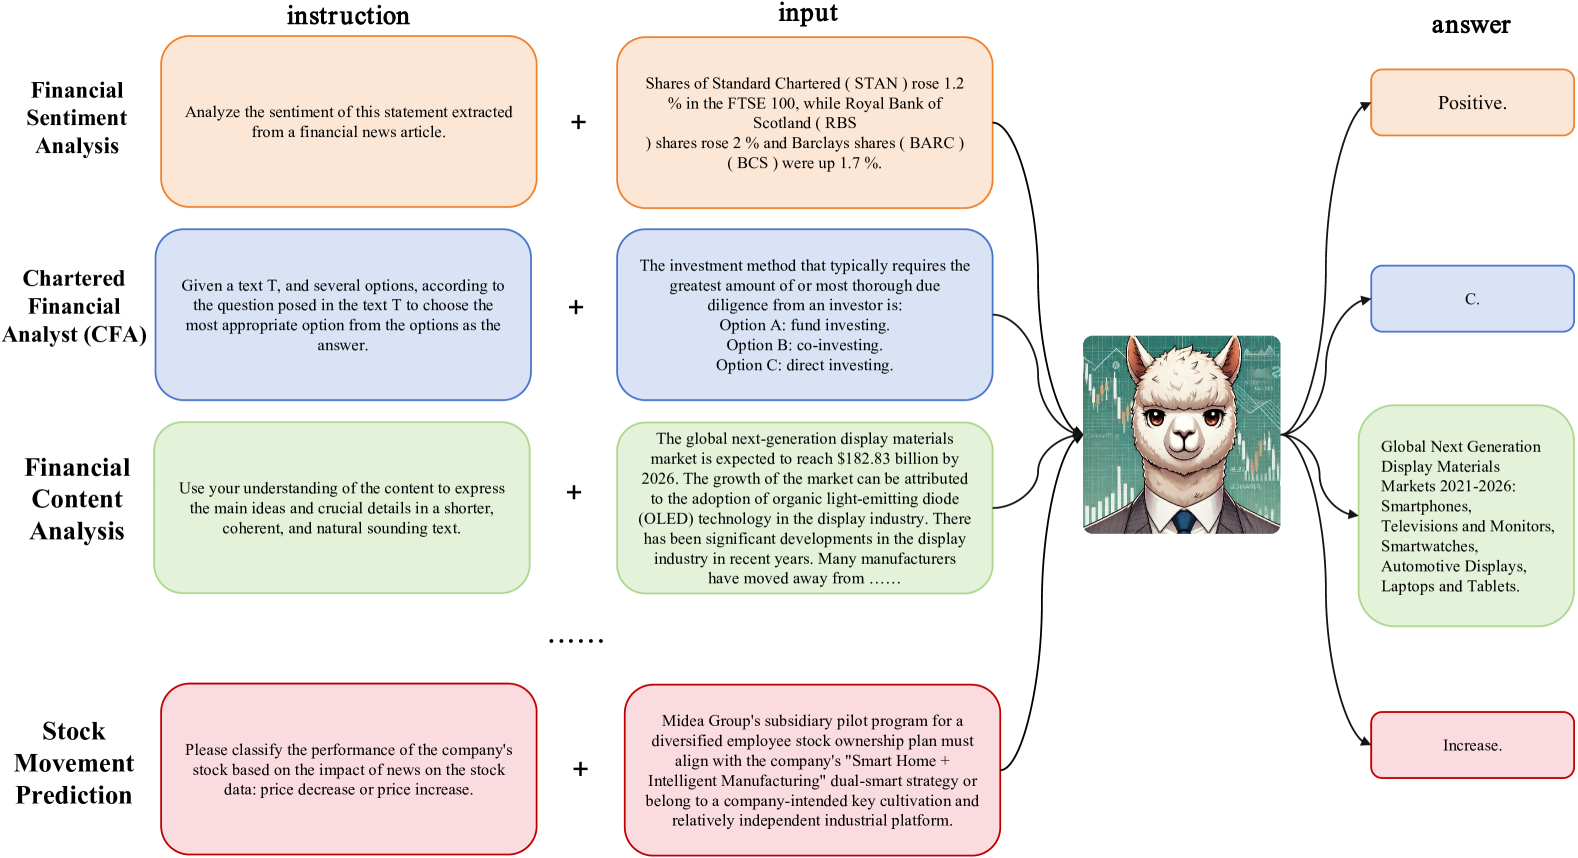 instruction
input
answer
Financial
Sentiment
Analysis
Analyze the sentiment of this statement extracted
from a financial news article.
+
Shares of Standard Chartered ( STAN ) rose 1.2
% in the FTSE 100, while Royal Bank of
Scotland ( RBS
) shares rose 2 % and Barclays shares ( BARC )
( BCS ) were up 1.7 %.
Positive.
Chartered
Financial
Analyst (CFA)
Given a text T, and several options, according to
the question posed in the text T to choose the
most appropriate option from the options as the
answer.
+
The investment method that typically requires the
greatest amount of or most thorough due
diligence from an investor is:
Option A: fund investing.
Option B: co-investing.
Option C: direct investing.
C.
Financial
Content
Analysis
Use your understanding of the content to express
the main ideas and crucial details in a shorter,
coherent, and natural sounding text.
+
The global next-generation display materials
market is expected to reach $182.83 billion by
2026. The growth of the market can be attributed
to the adoption of organic light-emitting diode
(OLED) technology in the display industry. There
has been significant developments in the display
industry in recent years. Many manufacturers
have moved away from ……
Global Next Generation
Display Materials
Markets 2021-2026:
Smartphones,
Televisions and Monitors,
Smartwatches,
Automotive Displays,
Laptops and Tablets.
……
Stock
Movement
Prediction
Please classify the performance of the company's
stock based on the impact of news on the stock
data: price decrease or price increase.
+
Midea Group's subsidiary pilot program for a
diversified employee stock ownership plan must
align with the company's "Smart Home +
Intelligent Manufacturing" dual-smart strategy or
belong to a company-intended key cultivation and
relatively independent industrial platform.
Increase.